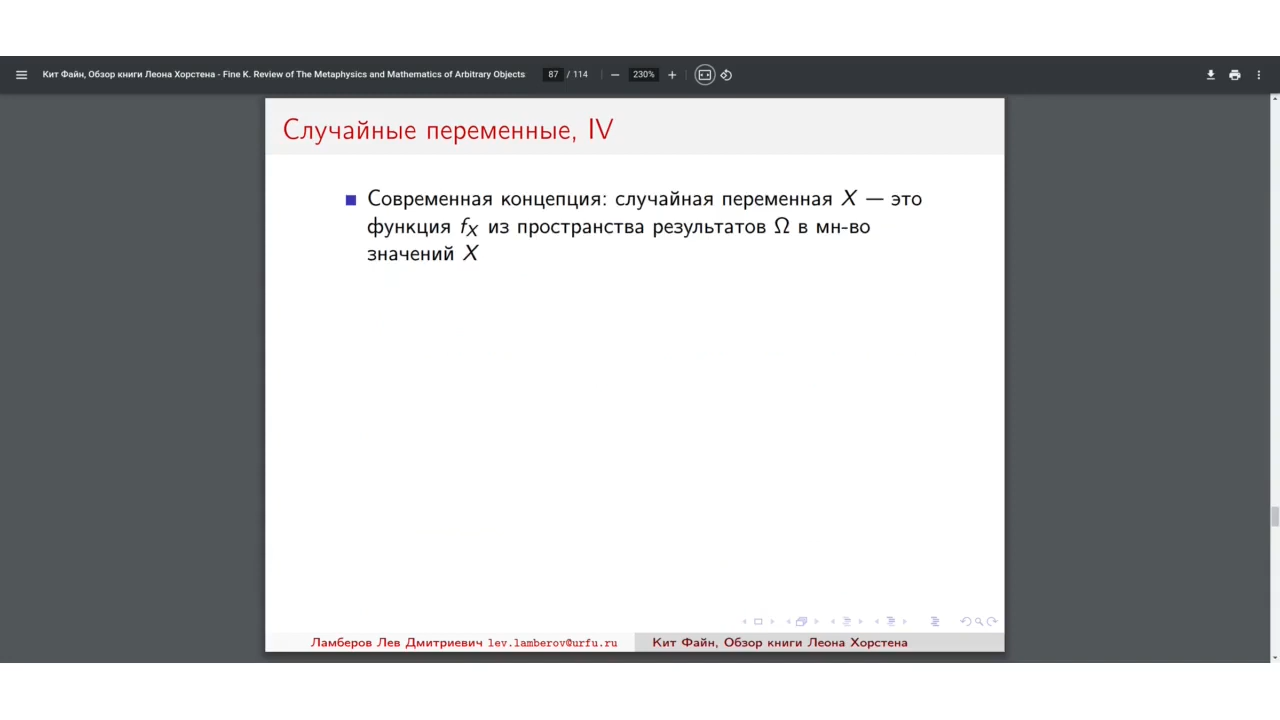 Кит Файн, Обзор книги Леона Хорстена - Fine K. Review of The Metaphysics and Mathematics of Arbitrary Objects 87 / 114 230%
Случайные переменные, IV
Современная концепция: случайная переменная X — это
функция f_X из пространства результатов Ω в мн-во
значений X
Ламберов Лев Дмитриевич lev.lamberov@urfu.ru Кит Файн, Обзор книги Леона Хорстена